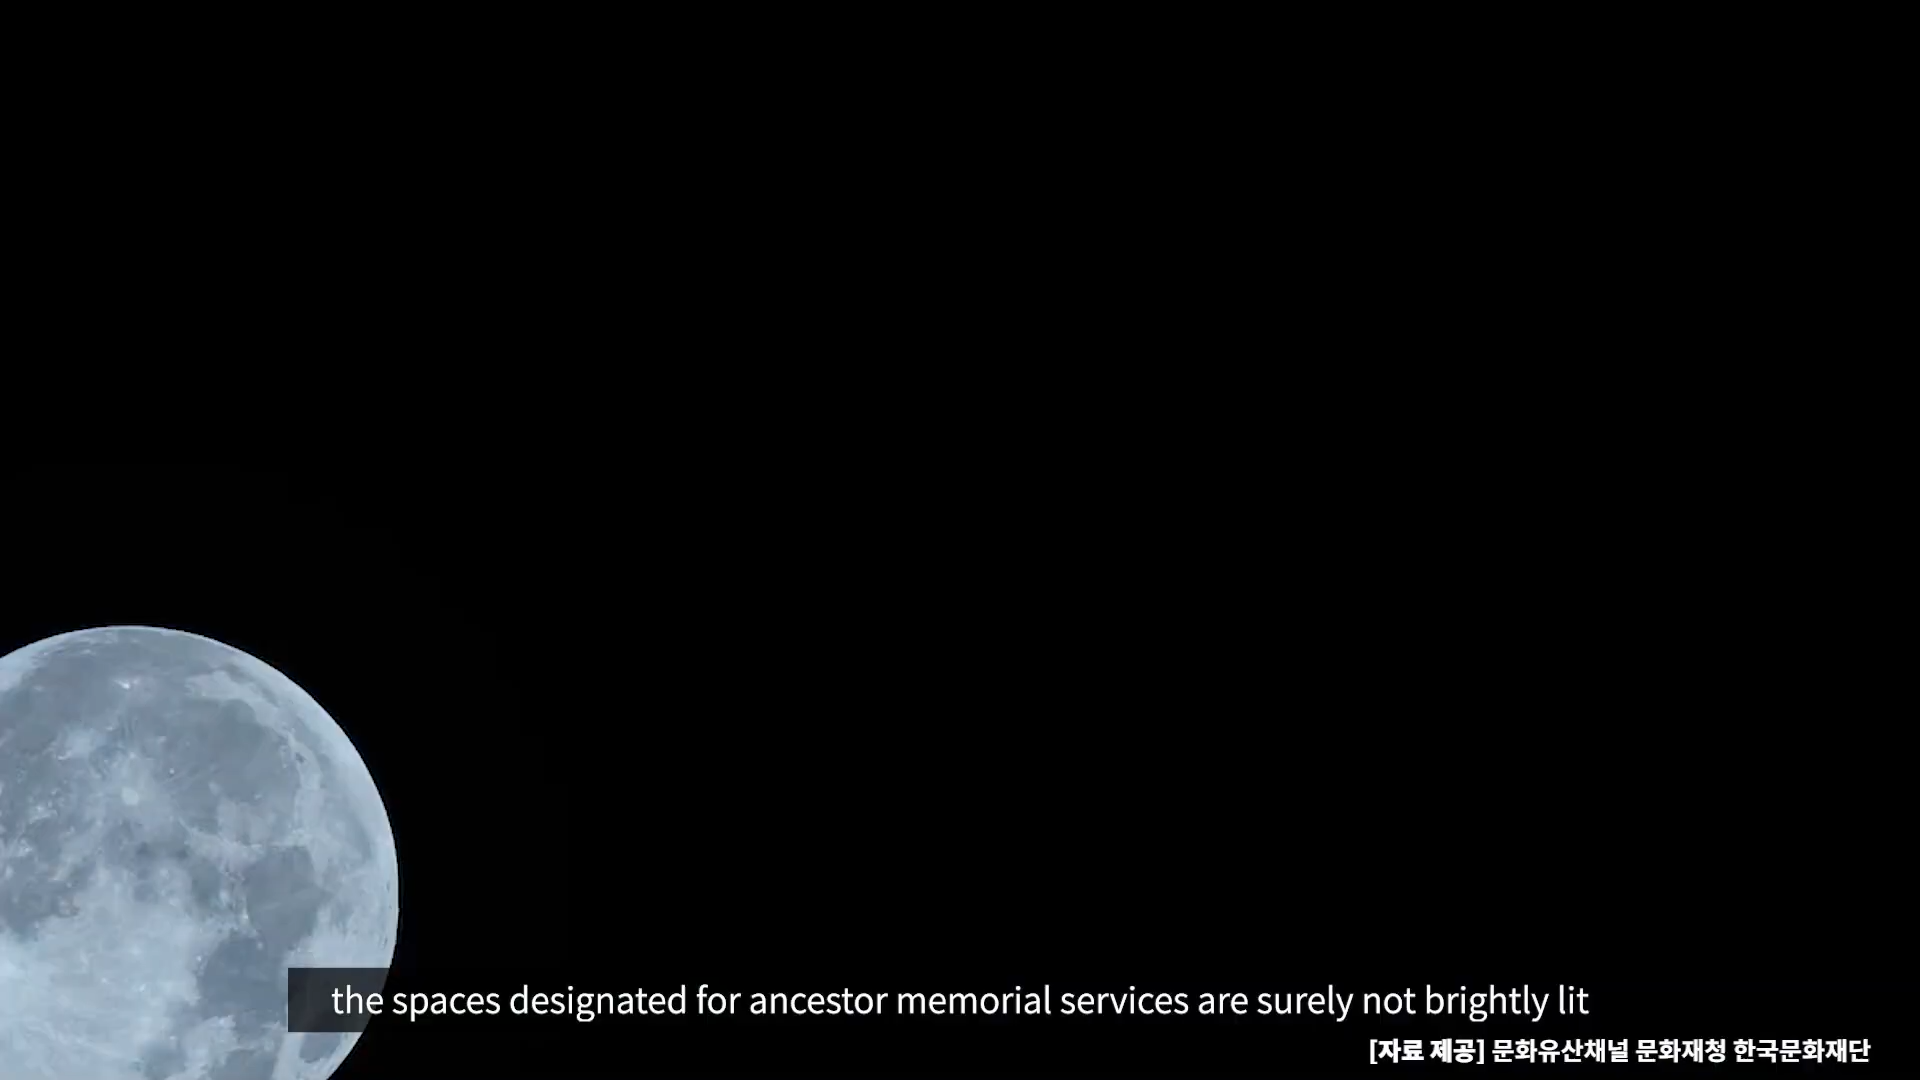 the spaces designated for ancestor memorial services are surely not brightly lit
[자료 제공] 문화유산채널 문화재청 한국문화재단